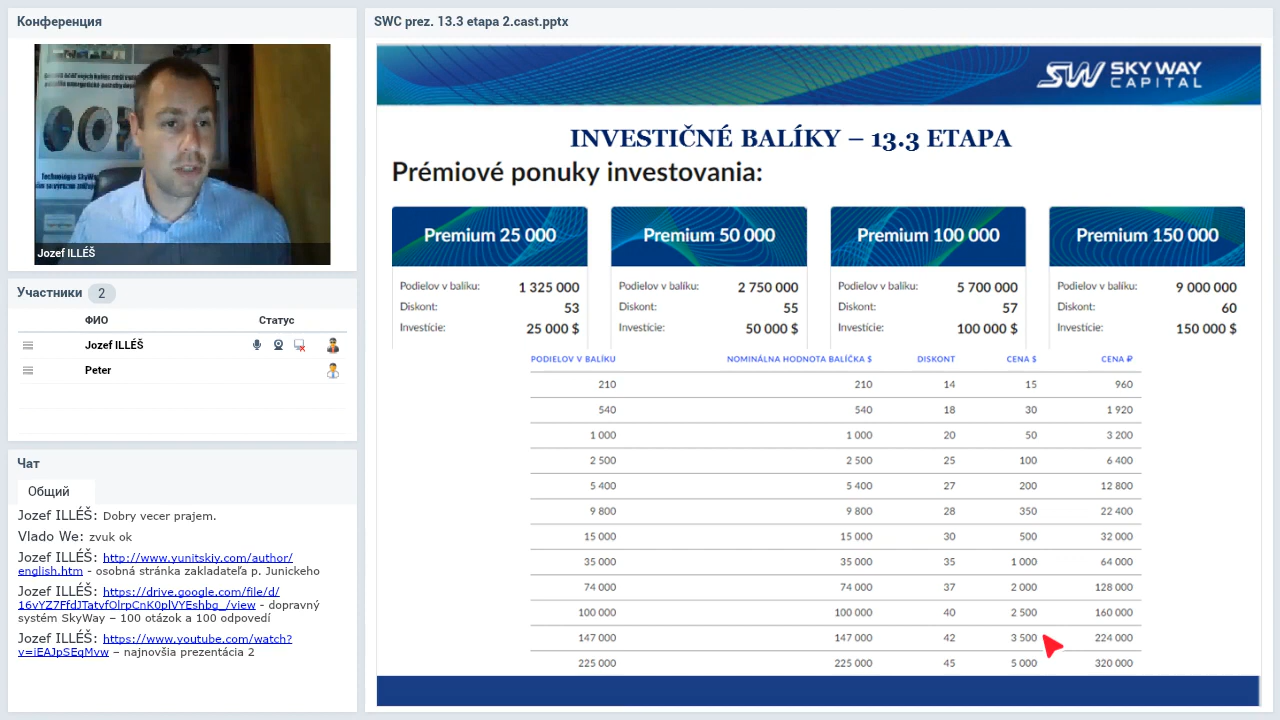 Конференция
Jozef ILLÉŠ
Участники 2
ФИО Статус
Jozef ILLÉŠ
Peter
Чат
Общий
Jozef ILLÉŠ: Dobry vecer prajem.
Vlado We: zvuk ok
Jozef ILLÉŠ: http://www.yunitskiy.com/author/
english.htm - osobná stránka zakladateľa p. Junickeho
Jozef ILLÉŠ: https://drive.google.com/file/d/
16vYZ7FfdJTatvfOlrpCnK0plVYEshbg_/view - dopravný
systém SkyWay – 100 otázok a 100 odpovedí
Jozef ILLÉŠ: https://www.youtube.com/watch?
v=iEAJpSEqMvw – najnovšia prezentácia 2
SWC prez. 13.3 etapa 2.cast.pptx
SW SKY WAY
CAPITAL
INVESTIČNÉ BALÍKY – 13.3 ETAPA
Prémiové ponuky investovania:
Premium 25 000 Premium 50 000 Premium 100 000 Premium 150 000
Podielov v balíku: 1 325 000 Podielov v balíku: 2 750 000 Podielov v balíku: 5 700 000 Podielov v balíku: 9 000 000
Diskont: 53 Diskont: 55 Diskont: 57 Diskont: 60
Investície: 25 000 $ Investície: 50 000 $ Investície: 100 000 $ Investície: 150 000 $
PODIELOV V BALÍKU NOMINÁLNA HODNOTA BALÍČKA $ DISKONT CENA $ CENA ₽
210 210 14 15 960
540 540 18 30 1 920
1 000 1 000 20 50 3 200
2 500 2 500 25 100 6 400
5 400 5 400 27 200 12 800
9 800 9 800 28 350 22 400
15 000 15 000 30 500 32 000
35 000 35 000 35 1 000 64 000
74 000 74 000 37 2 000 128 000
100 000 100 000 40 2 500 160 000
147 000 147 000 42 3 500 224 000
225 000 225 000 45 5 000 320 000